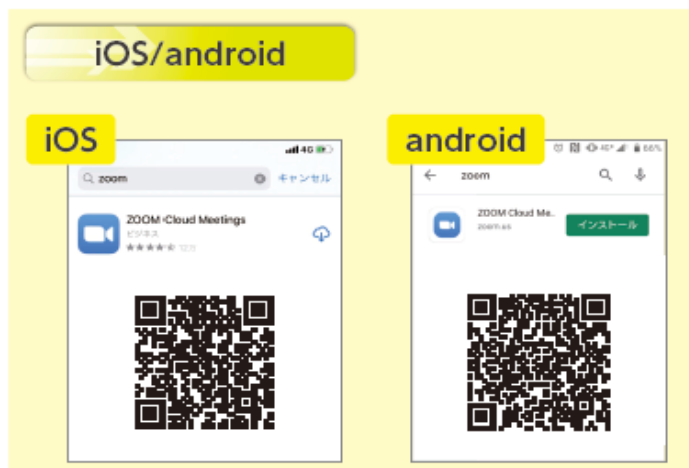 iOS/android
iOS
4G
zoom
キャンセル
ZOOM Cloud Meetings
ビジネス
android
66%
zoom
ZOOM Cloud Me..
zoom.us
インストール